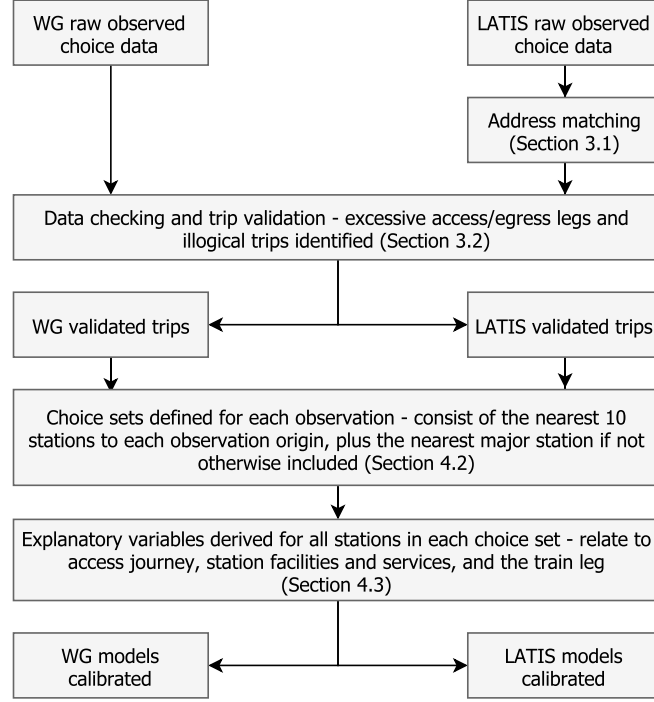 WG raw observed
choice data
LATIS raw observed
choice data
Address matching
(Section 3.1)
Data checking and trip validation - excessive access/egress legs and
illogical trips identified (Section 3.2)
WG validated trips
LATIS validated trips
Choice sets defined for each observation - consist of the nearest 10
stations to each observation origin, plus the nearest major station if not
otherwise included (Section 4.2)
Explanatory variables derived for all stations in each choice set - relate to
access journey, station facilities and services, and the train leg
(Section 4.3)
WG models
calibrated
LATIS models
calibrated